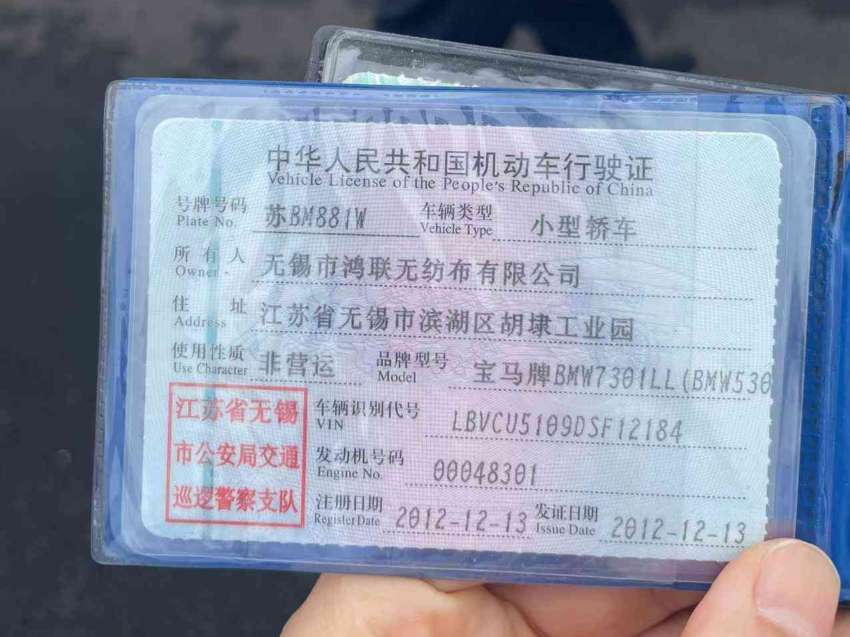 中华人民共和国机动车行驶证
Vehicle License of the People's Republic of China
号牌号码 苏BM881W 车辆类型 小型轿车
Plate No. Vehicle Type
所有人 无锡市鸿联无纺布有限公司
Owner
住址 江苏省无锡市滨湖区胡埭工业园
Address
使用性质 非营运 品牌型号 宝马牌BMW7301LL(BMW530
Use Character Model
江苏省无锡
市公安局交通
巡逻警察支队
车辆识别代号 LBVCU5109DSF12184
VIN
发动机号码 00048301
Engine No.
注册日期 2012-12-13 发证日期 2012-12-13
Register Date Issue Date